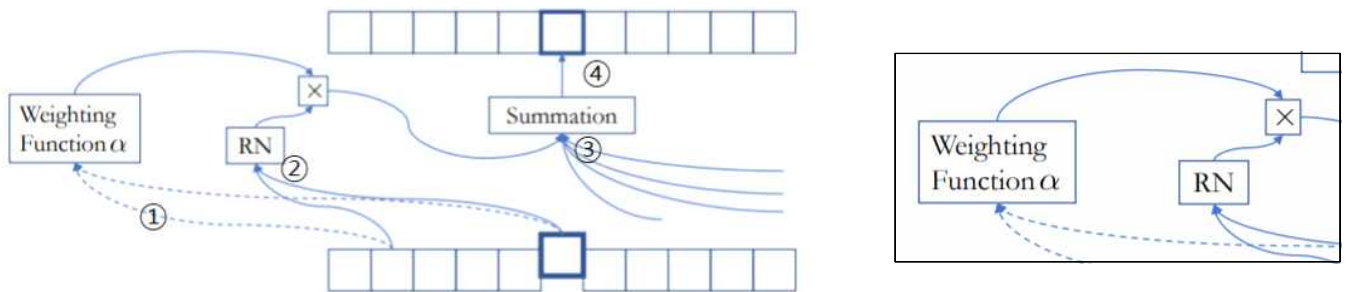 ④
×
Weighting
Function α
Summation
RN
②
③
①
×
Weighting
Function α
RN